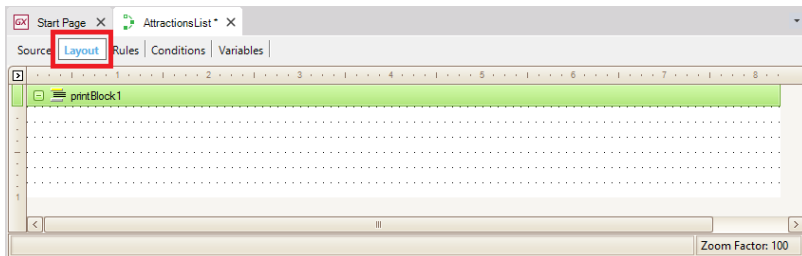 GX Start Page X AttractionsList * X
Source Layout Rules Conditions Variables
1 2 3 4 5 6 7 8
printBlock1
1
Zoom Factor: 100